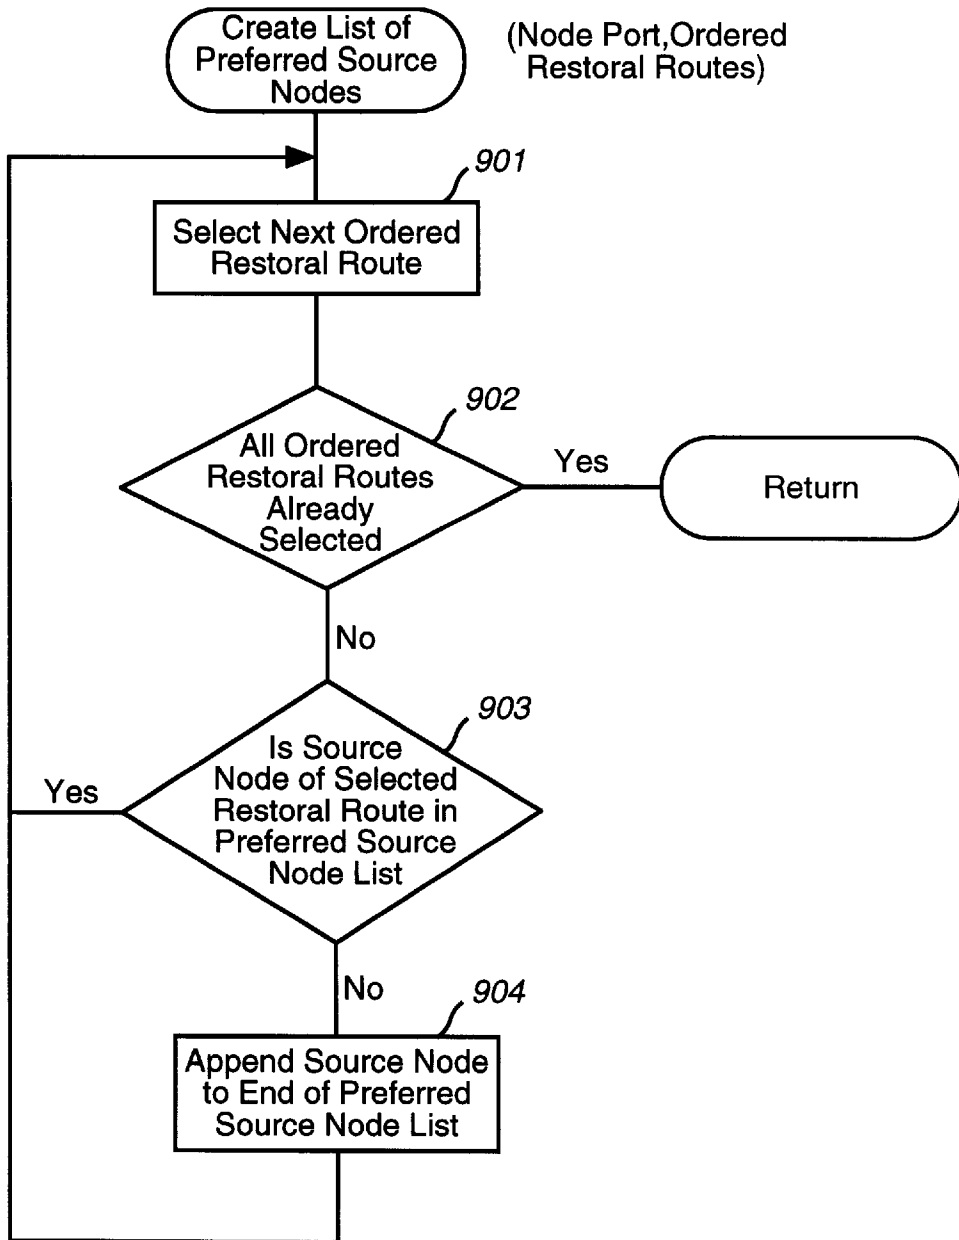 Create List of
Preferred Source
Nodes
(Node Port,Ordered
Restoral Routes)
901
Select Next Ordered
Restoral Route
902
All Ordered
Restoral Routes
Already
Selected
Yes
Return
No
903
Is Source
Node of Selected
Restoral Route in
Preferred Source
Node List
Yes
No
904
Append Source Node
to End of Preferred
Source Node List